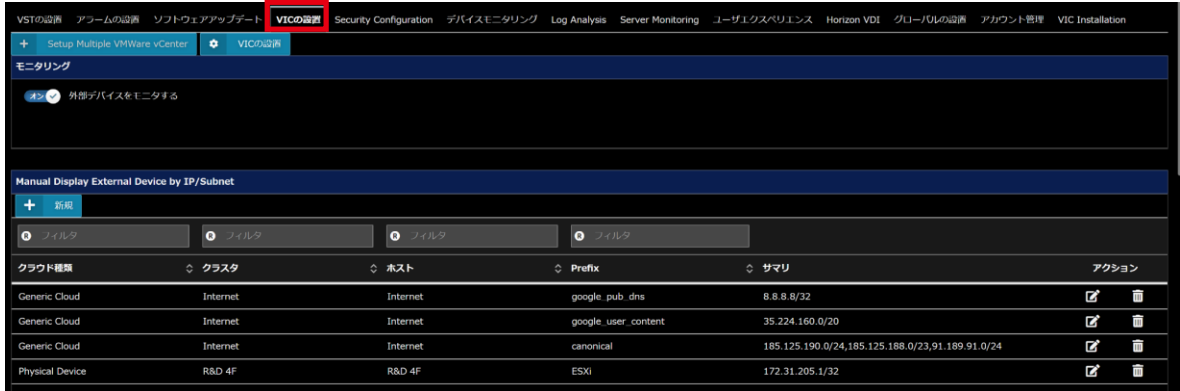 VSTの設置 アラームの設置 ソフトウェアアップデート VICの設置 Security Configuration デバイスモニタリング Log Analysis Server Monitoring ユーザエクスペリエンス Horizon VDI グローバルの設置 アカウント管理 VIC Installation
+ Setup Multiple VMWare vCenter VICの設置
モニタリング
オン 外部デバイスをモニタする
Manual Display External Device by IP/Subnet
+ 新規
R フィルタ R フィルタ R フィルタ R フィルタ
クラウド種類 クラスタ ホスト Prefix サマリ アクション
Generic Cloud Internet Internet google_pub_dns 8.8.8.8/32
Generic Cloud Internet Internet google_user_content 35.224.160.0/20
Generic Cloud Internet Internet canonical 185.125.190.0/24,185.125.188.0/23,91.189.91.0/24
Physical Device R&D 4F R&D 4F ESXi 172.31.205.1/32